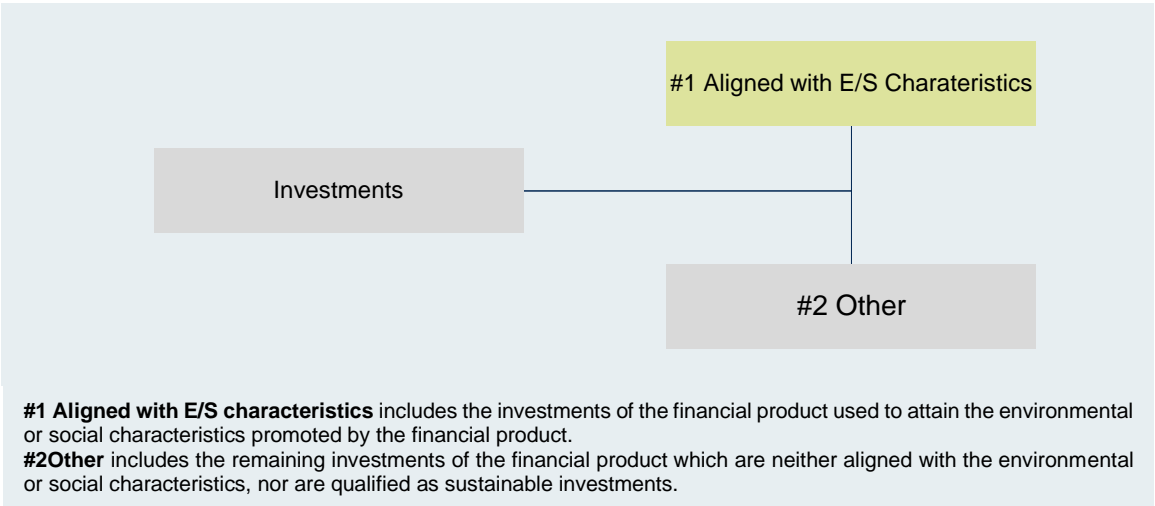 #1 Aligned with E/S Charateristics
Investments
#2 Other
#1 Aligned with E/S characteristics includes the investments of the financial product used to attain the environmental
or social characteristics promoted by the financial product.
#2Other includes the remaining investments of the financial product which are neither aligned with the environmental
or social characteristics, nor are qualified as sustainable investments.